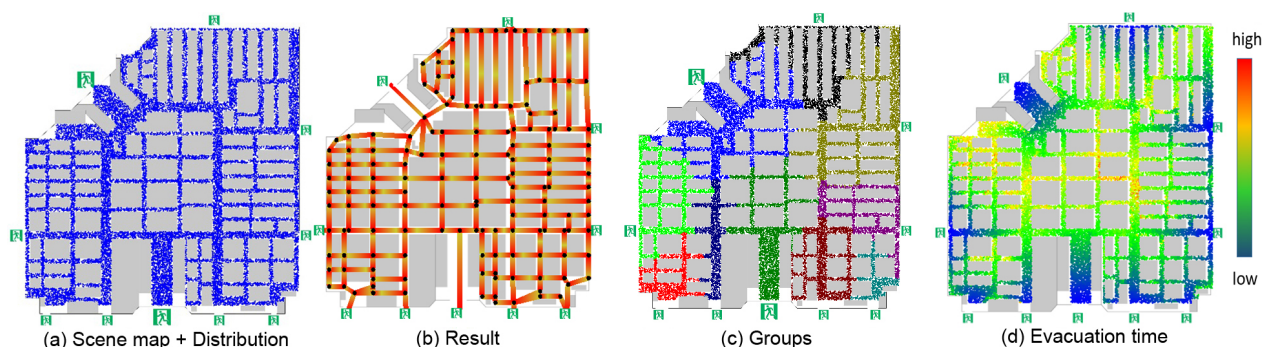 high
low
(a) Scene map + Distribution
(b) Result
(c) Groups
(d) Evacuation time